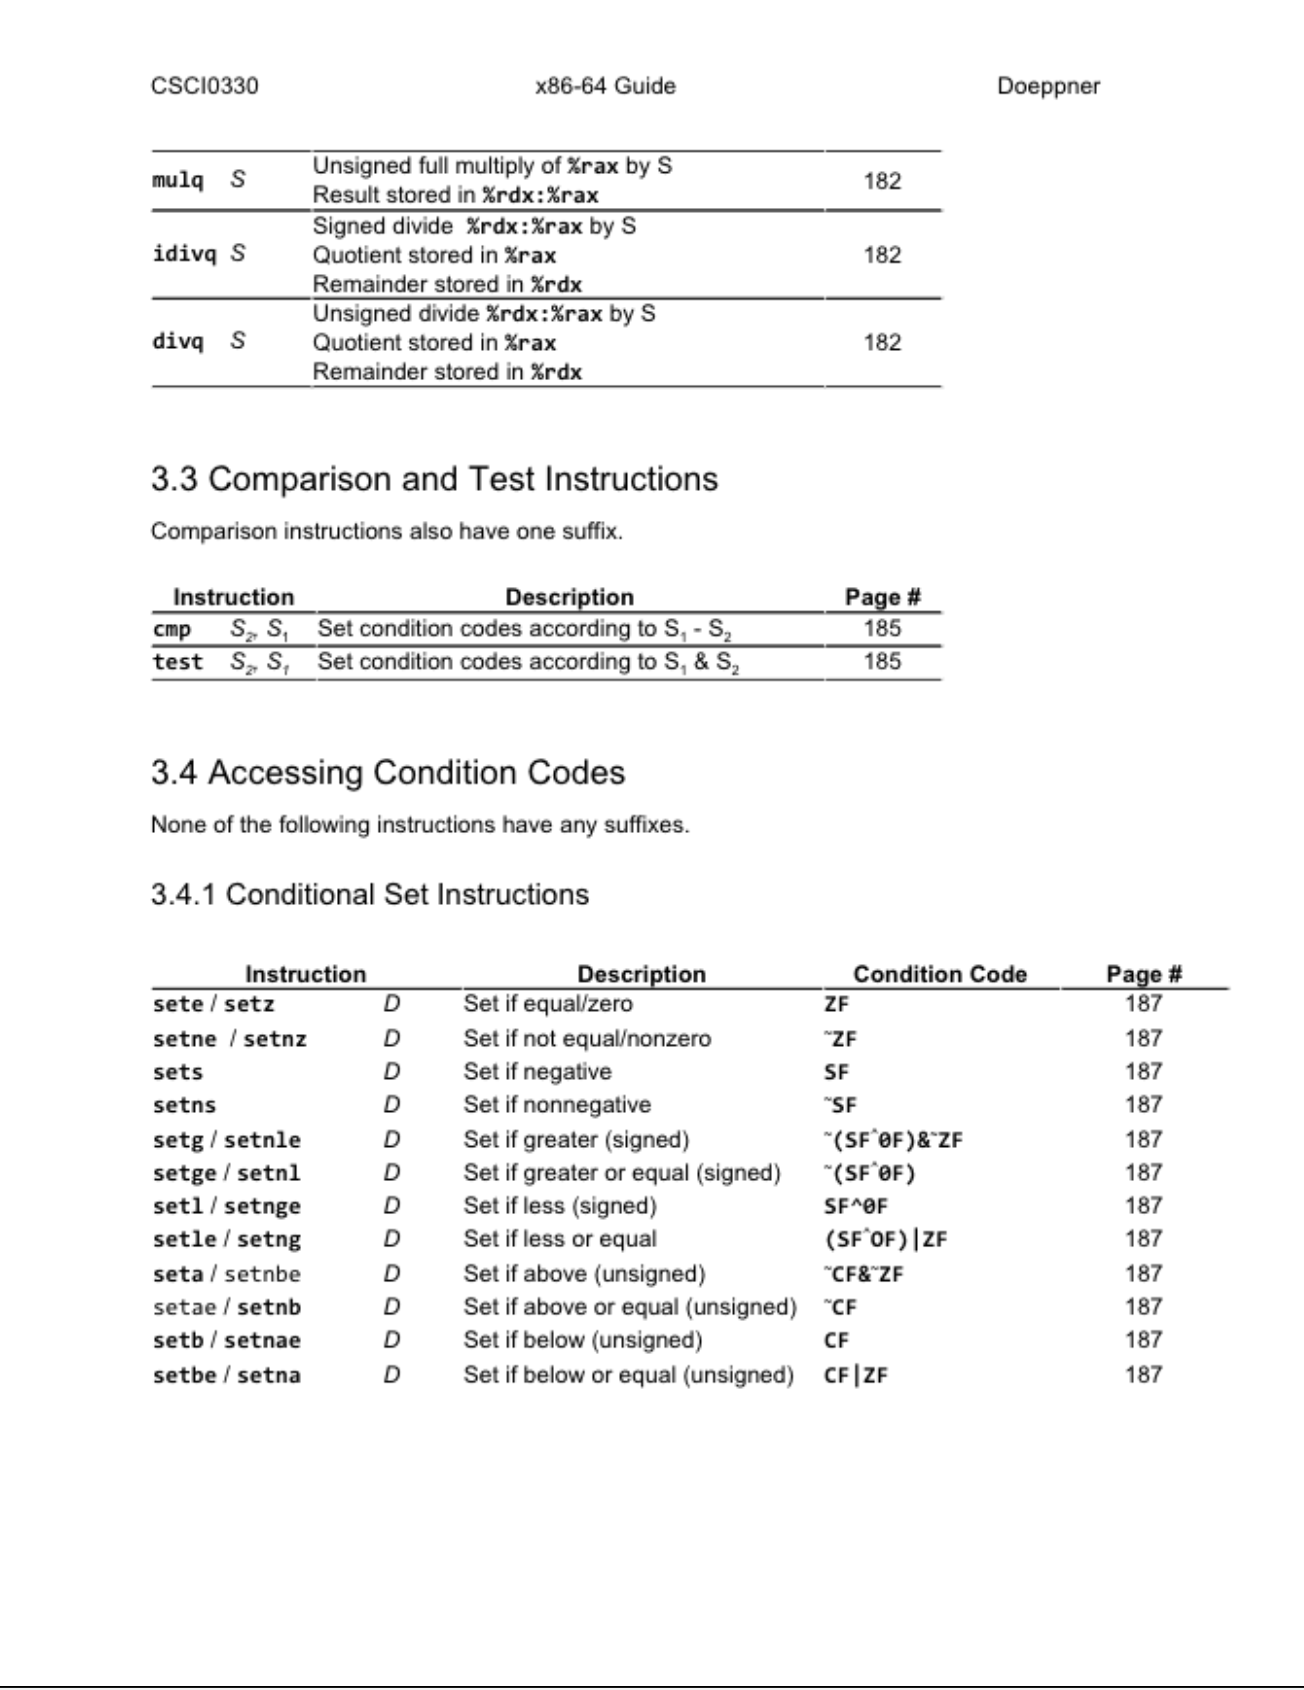 CSCI0330 x86-64 Guide Doeppner
mulq S Unsigned full multiply of %rax by S
Result stored in %rdx:%rax 182
idivq S Signed divide %rdx:%rax by S
Quotient stored in %rax 182
Remainder stored in %rdx
divq S Unsigned divide %rdx:%rax by S
Quotient stored in %rax 182
Remainder stored in %rdx
3.3 Comparison and Test Instructions
Comparison instructions also have one suffix.
Instruction Description Page #
cmp S₂, S₁ Set condition codes according to S₁ - S₂ 185
test S₂, S₁ Set condition codes according to S₁ & S₂ 185
3.4 Accessing Condition Codes
None of the following instructions have any suffixes.
3.4.1 Conditional Set Instructions
Instruction Description Condition Code Page #
sete / setz D Set if equal/zero ZF 187
setne / setnz D Set if not equal/nonzero ~ZF 187
sets D Set if negative SF 187
setns D Set if nonnegative ~SF 187
setg / setnle D Set if greater (signed) ~(SF^0F)&~ZF 187
setge / setnl D Set if greater or equal (signed) ~(SF^0F) 187
setl / setnge D Set if less (signed) SF^0F 187
setle / setng D Set if less or equal (SF^OF)|ZF 187
seta / setnbe D Set if above (unsigned) ~CF&~ZF 187
setae / setnb D Set if above or equal (unsigned) ~CF 187
setb / setnae D Set if below (unsigned) CF 187
setbe / setna D Set if below or equal (unsigned) CF|ZF 187